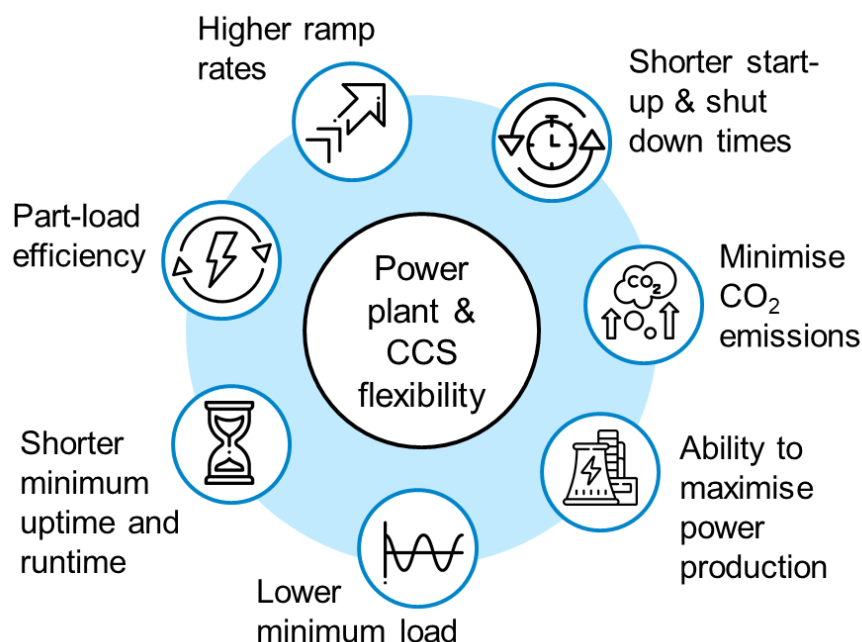 Higher ramp
rates
Shorter start-
up & shut
down times
Part-load
efficiency
Power
plant &
CCS
flexibility
CO₂
Minimise
CO₂
emissions
Shorter
minimum
uptime and
runtime
Ability to
maximise
power
production
Lower
minimum load